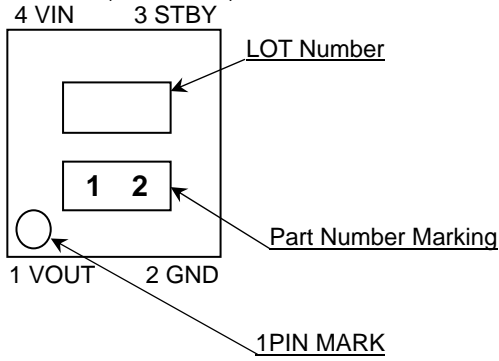 4 VIN 3 STBY
LOT Number
1 2
Part Number Marking
1 VOUT 2 GND
1PIN MARK